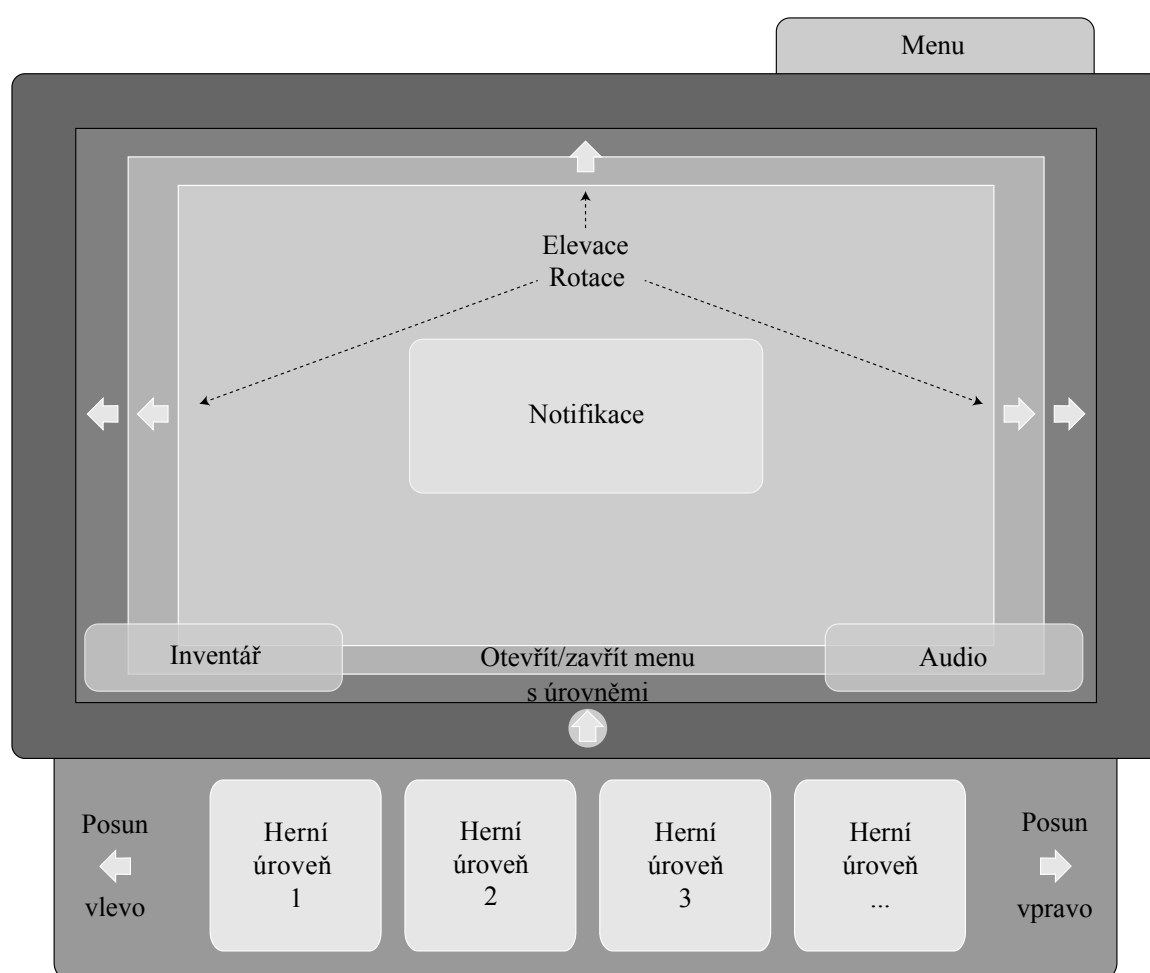 Menu
Elevace
Rotace
Notifikace
Inventář
Otevřít/zavřít menu
s úrovněmi
Audio
Posun
vlevo
Herní
úroveň
1
Herní
úroveň
2
Herní
úroveň
3
Herní
úroveň
...
Posun
vpravo